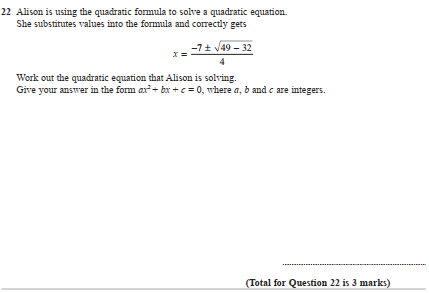 22 Alison is using the quadratic formula to solve a quadratic equation.
She substitutes values into the formula and correctly gets
x = (−7 ± √(49 – 32)) / 4
Work out the quadratic equation that Alison is solving.
Give your answer in the form ax² + bx + c = 0, where a, b and c are integers.
(Total for Question 22 is 3 marks)